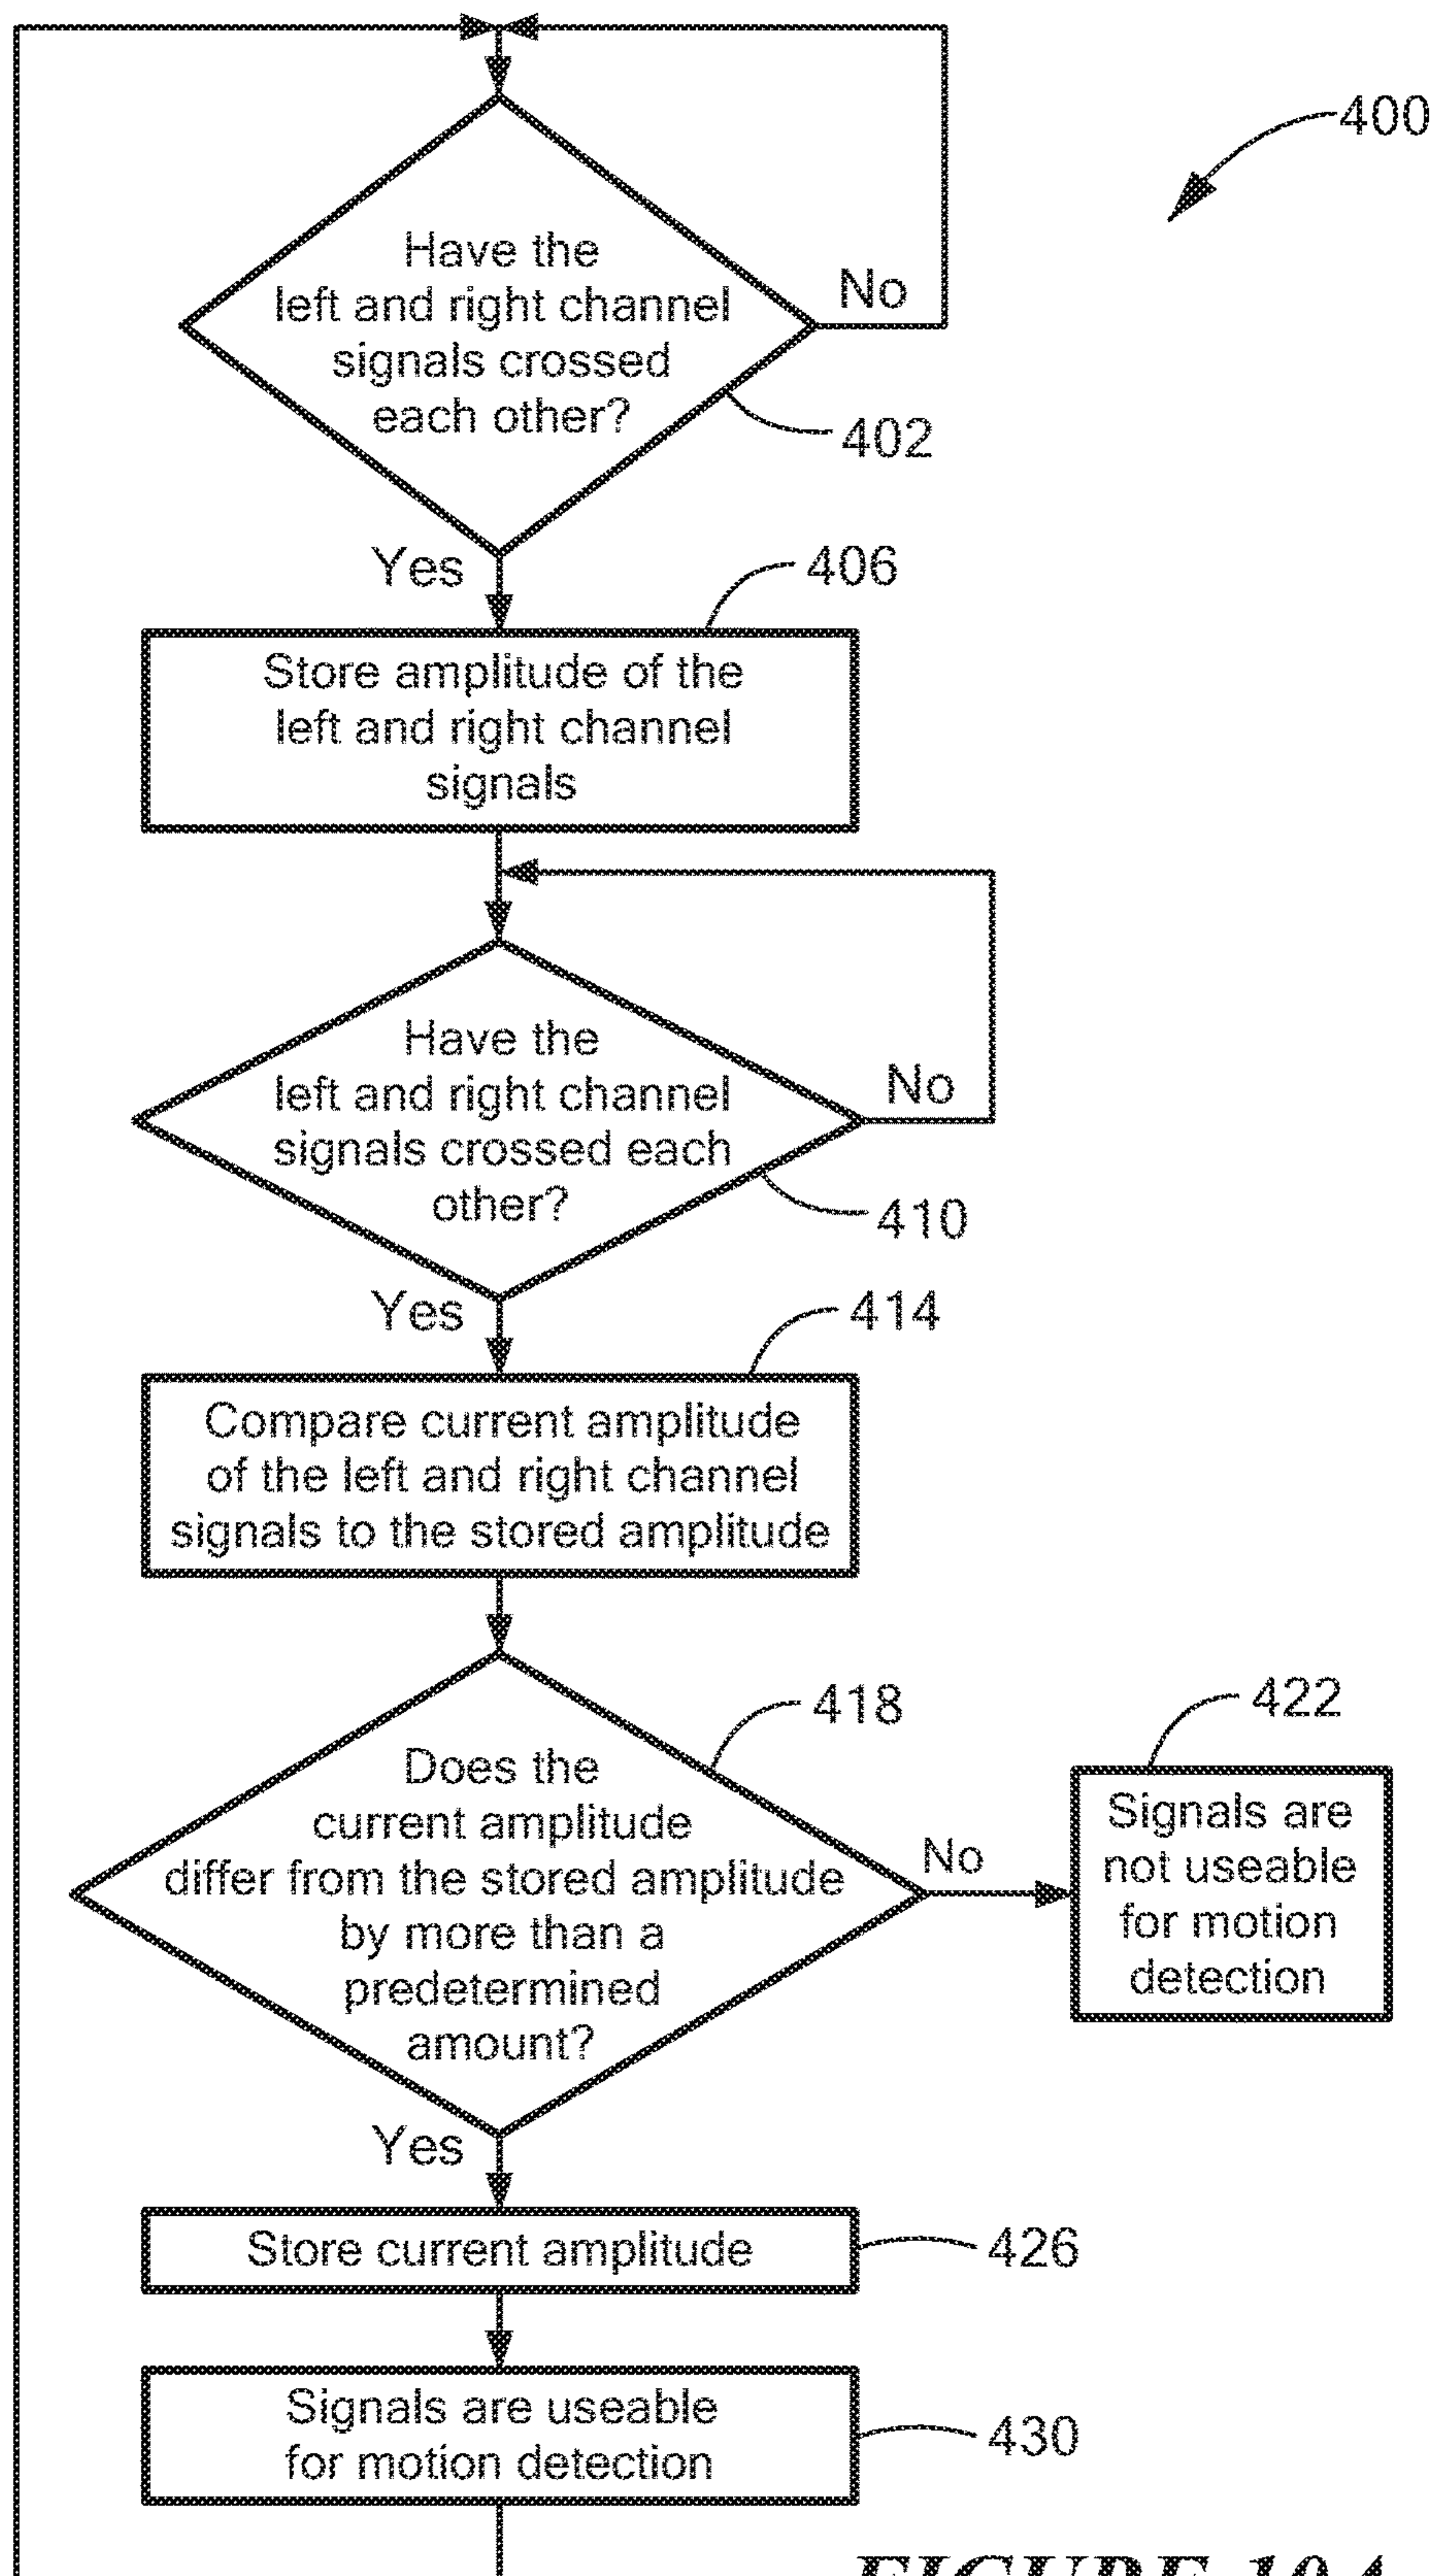 400
Have the
left and right channel
signals crossed
each other?
No
402
Yes
406
Store amplitude of the
left and right channel
signals
Have the
left and right channel
signals crossed each
other?
No
410
Yes
414
Compare current amplitude
of the left and right channel
signals to the stored amplitude
418
Does the
current amplitude
differ from the stored amplitude
by more than a
predetermined
amount?
No
422
Signals are
not useable
for motion
detection
Yes
Store current amplitude
426
Signals are useable
for motion detection
430